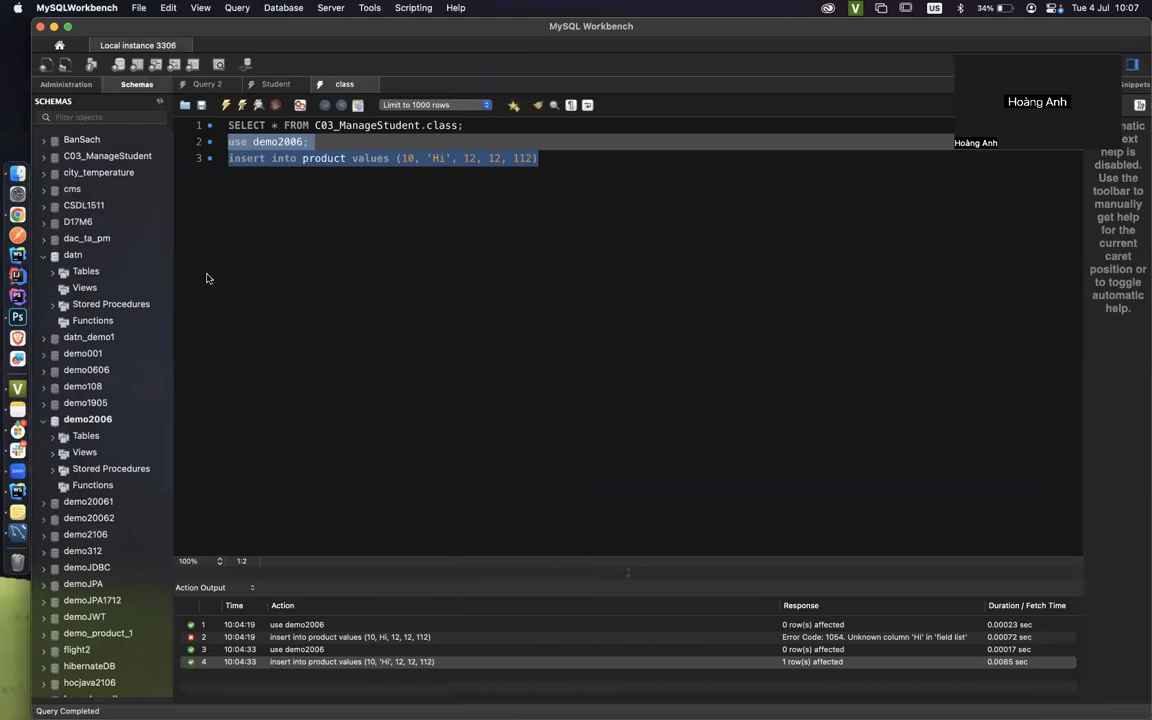 MySQLWorkbench File Edit View Query Database Server Tools Scripting Help V US 34% Tue 4 Jul 10:07
MySQL Workbench
Local instance 3306
Administration Schemas Query 2 Student class Snippets
SCHEMAS Limit to 1000 rows
Filter objects
Hoàng Anh
Hoàng Anh
1 SELECT * FROM C03_ManageStudent.class;
2 use demo2006;
3 insert into product values (10, 'Hi', 12, 12, 112)
BanSach
C03_ManageStudent
city_temperature
cms
CSDL1511
D17M6
dac_ta_pm
datn
Tables
Views
Stored Procedures
Functions
datn_demo1
demo001
demo0606
demo108
demo1905
demo2006
Tables
Views
Stored Procedures
Functions
demo20061
demo20062
demo2106
demo312
demoJDBC
demoJPA
demoJPA1712
demoJWT
demo_product_1
flight2
hibernateDB
hocjava2106
help is
disabled.
Use the
toolbar to
manually
get help
for the
current
caret
position or
to toggle
automatic
help.
100% 1:2
Action Output
Time Action Response Duration / Fetch Time
1 10:04:19 use demo2006 0 row(s) affected 0.00023 sec
2 10:04:19 insert into product values (10, Hi, 12, 12, 112) Error Code: 1054. Unknown column 'Hi' in 'field list' 0.00072 sec
3 10:04:33 use demo2006 0 row(s) affected 0.00017 sec
4 10:04:33 insert into product values (10, 'Hi', 12, 12, 112) 1 row(s) affected 0.0085 sec
Query Completed